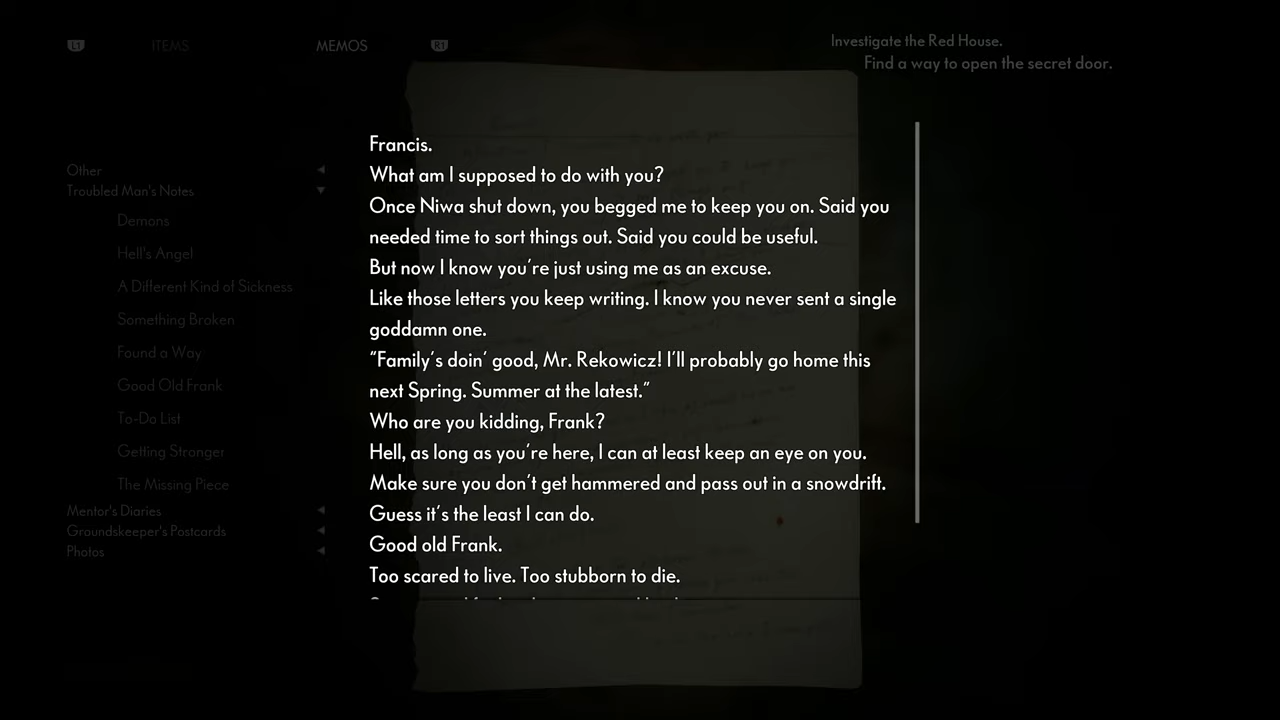 L1
ITEMS
MEMOS
R1
Investigate the Red House.
Find a way to open the secret door.
Other
Troubled Man's Notes
Demons
Hell's Angel
A Different Kind of Sickness
Something Broken
Found a Way
Good Old Frank
To-Do List
Getting Stronger
The Missing Piece
Mentor's Diaries
Groundskeeper's Postcards
Photos
Francis.
What am I supposed to do with you?
Once Niwa shut down, you begged me to keep you on. Said you
needed time to sort things out. Said you could be useful.
But now I know you're just using me as an excuse.
Like those letters you keep writing. I know you never sent a single
goddamn one.
"Family's doin' good, Mr. Rekowicz! I'll probably go home this
next Spring. Summer at the latest."
Who are you kidding, Frank?
Hell, as long as you're here, I can at least keep an eye on you.
Make sure you don't get hammered and pass out in a snowdrift.
Guess it's the least I can do.
Good old Frank.
Too scared to live. Too stubborn to die.